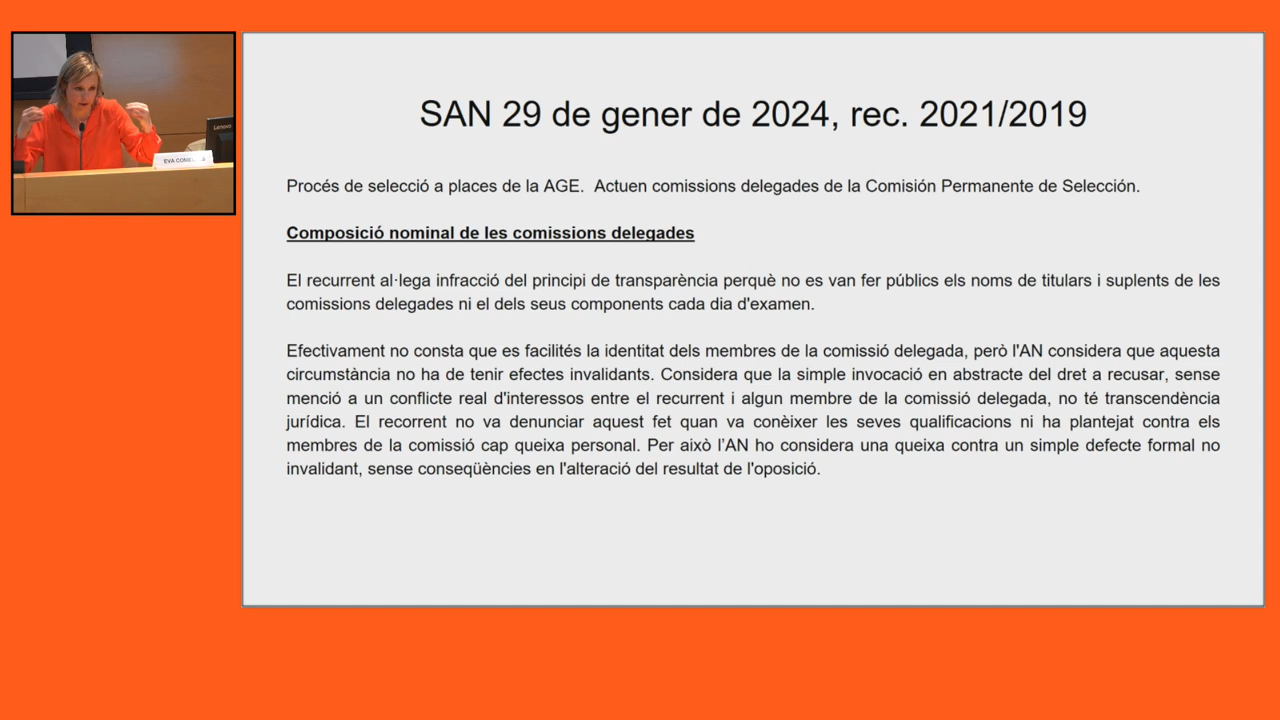 SAN 29 de gener de 2024, rec. 2021/2019
Procés de selecció a places de la AGE. Actuen comissions delegades de la Comisión Permanente de Selección.
Composició nominal de les comissions delegades
El recurrent al·lega infracció del principi de transparència perquè no es van fer públics els noms de titulars i suplents de les
comissions delegades ni el dels seus components cada dia d'examen.
Efectivament no consta que es facilités la identitat dels membres de la comissió delegada, però l'AN considera que aquesta
circumstància no ha de tenir efectes invalidants. Considera que la simple invocació en abstracte del dret a recusar, sense
menció a un conflicte real d'interessos entre el recurrent i algun membre de la comissió delegada, no té transcendència
jurídica. El recorrent no va denunciar aquest fet quan va conèixer les seves qualificacions ni ha plantejat contra els
membres de la comissió cap queixa personal. Per això l’AN ho considera una queixa contra un simple defecte formal no
invalidant, sense conseqüències en l'alteració del resultat de l'oposició.
Lenovo
EVA